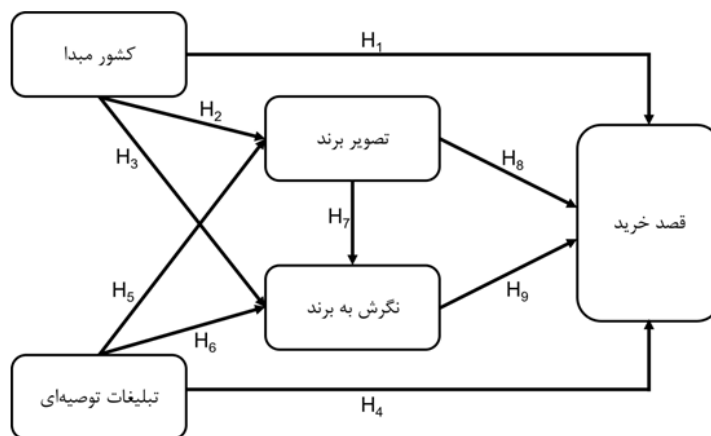 کشور مبدا
H1
H2
تصویر برند
H3
H8
قصد خرید
H7
H5
نگرش به برند
H9
H6
تبلیغات توصیه‌ای
H4